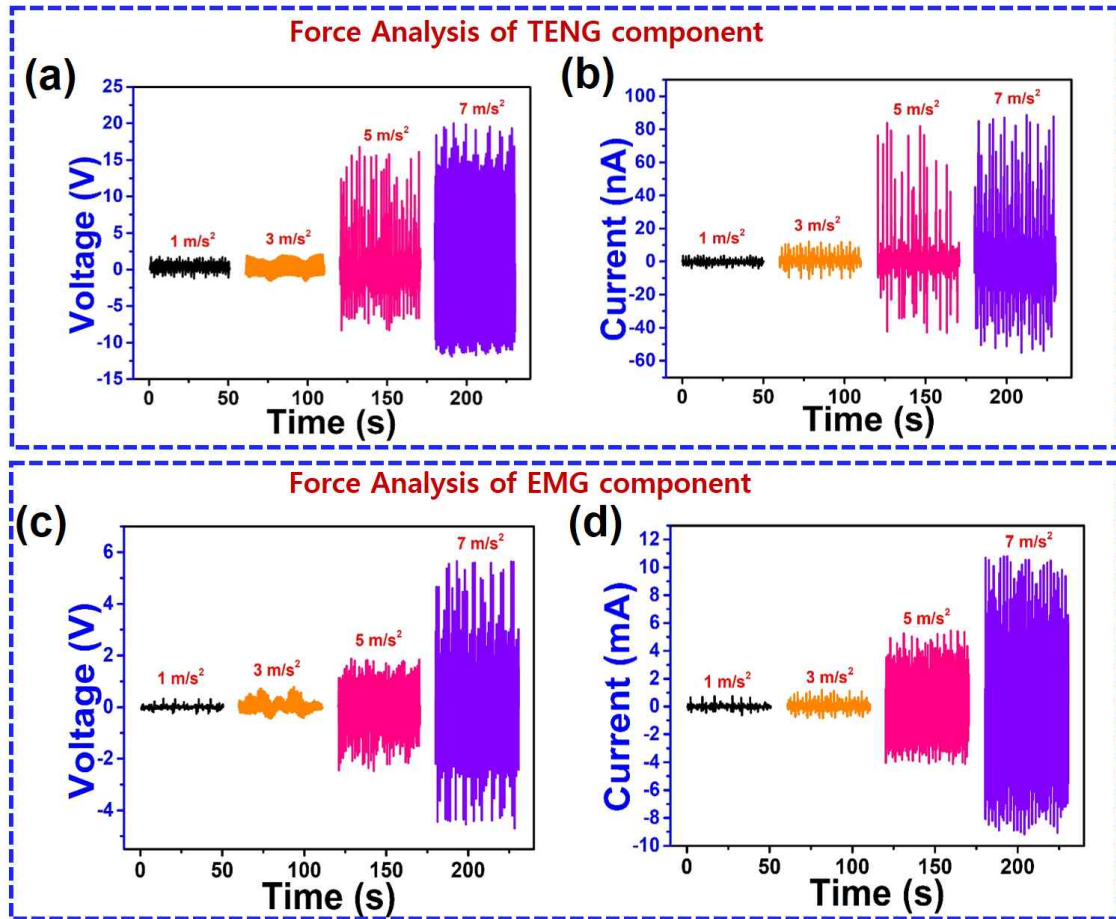 Force Analysis of TENG component
(a)
Voltage (V)
25
20
15
10
5
0
-5
-10
-15
1 m/s²
3 m/s²
5 m/s²
7 m/s²
0 50 100 150 200
Time (s)
(b)
Current (nA)
100
80
60
40
20
0
-20
-40
-60
1 m/s²
3 m/s²
5 m/s²
7 m/s²
0 50 100 150 200
Time (s)
Force Analysis of EMG component
(c)
Voltage (V)
6
4
2
0
-2
-4
1 m/s²
3 m/s²
5 m/s²
7 m/s²
0 50 100 150 200
Time (s)
(d)
Current (mA)
12
10
8
6
4
2
0
-2
-4
-6
-8
-10
1 m/s²
3 m/s²
5 m/s²
7 m/s²
0 50 100 150 200
Time (s)